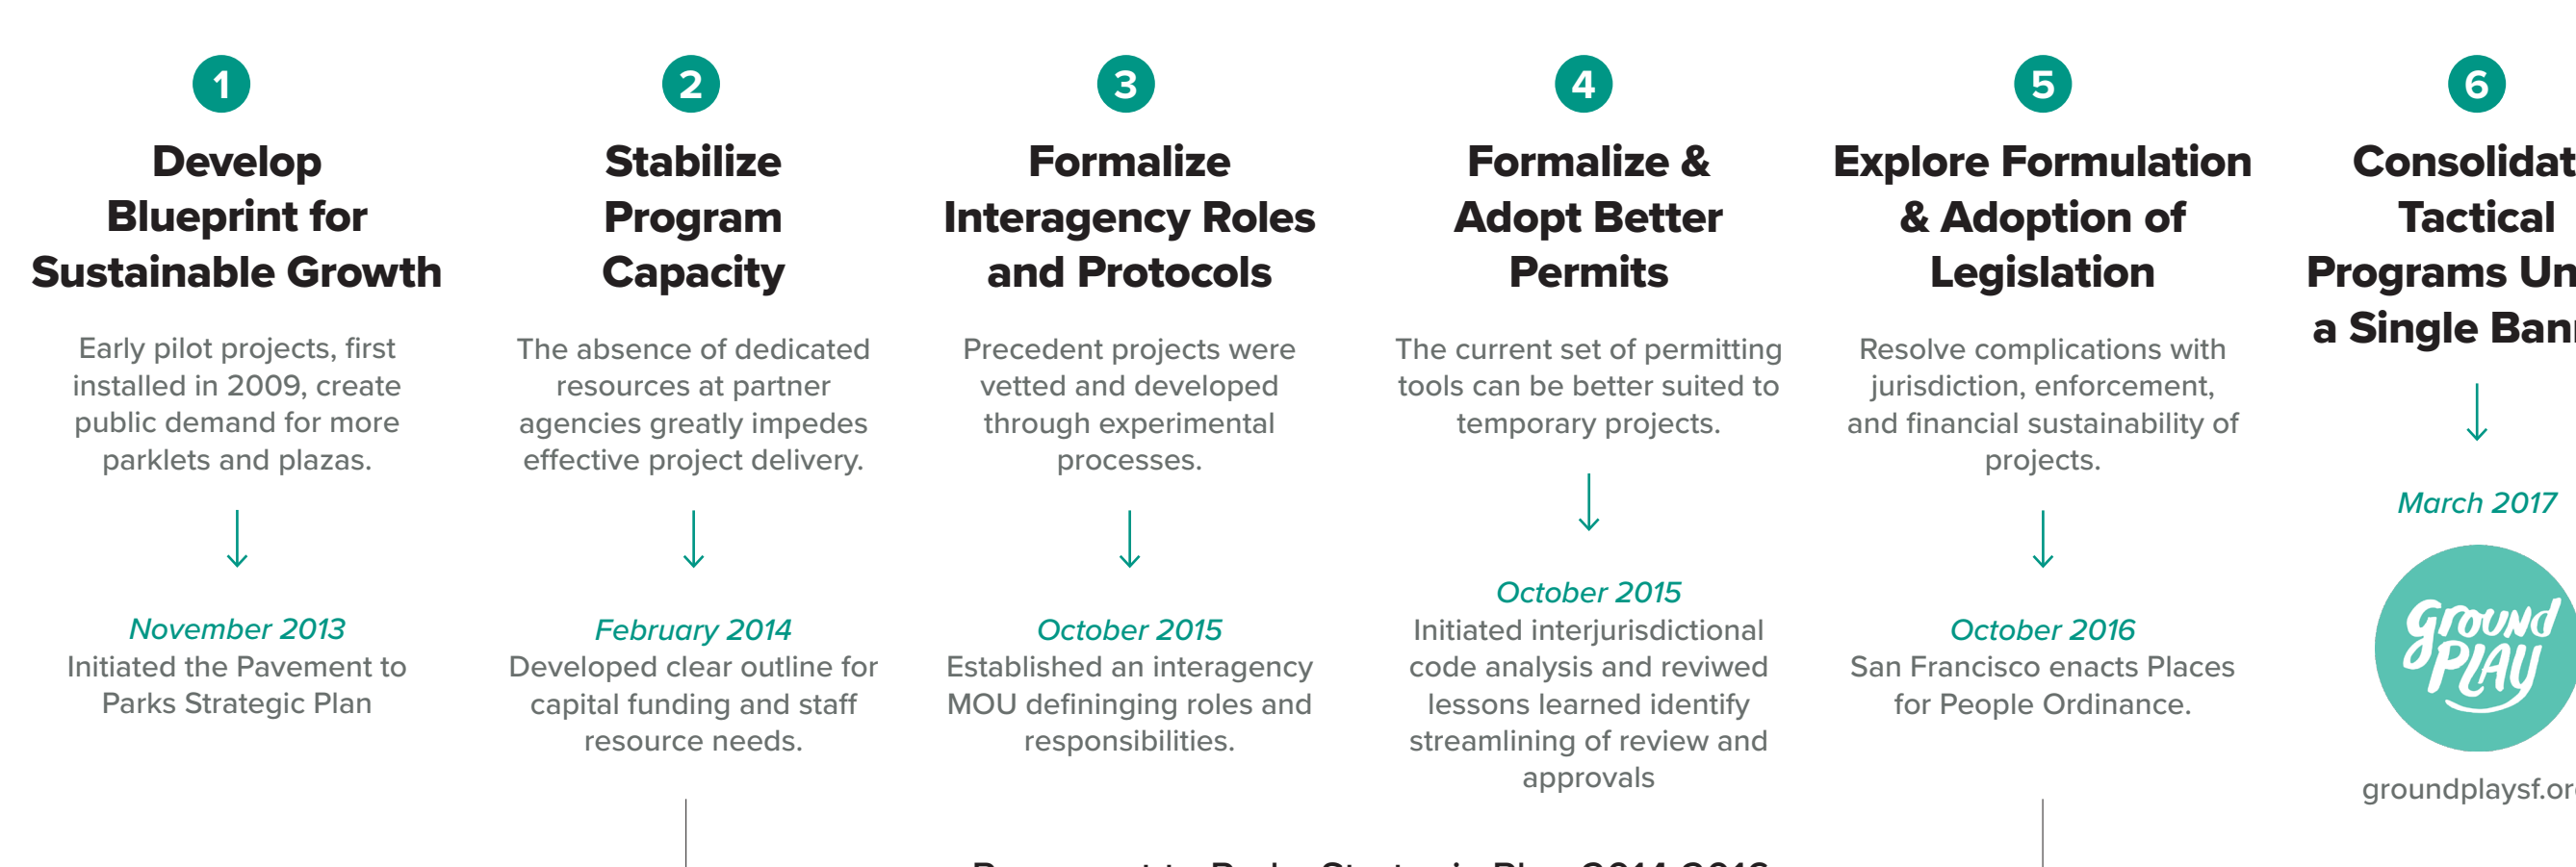 1
Develop
Blueprint for
Sustainable Growth
Early pilot projects, first
installed in 2009, create
public demand for more
parklets and plazas.
November 2013
Initiated the Pavement to
Parks Strategic Plan
2
Stabilize
Program
Capacity
The absence of dedicated
resources at partner
agencies greatly impedes
effective project delivery.
February 2014
Developed clear outline for
capital funding and staff
resource needs.
3
Formalize
Interagency Roles
and Protocols
Precedent projects were
vetted and developed
through experimental
processes.
October 2015
Established an interagency
MOU defininging roles and
responsibilities.
4
Formalize &
Adopt Better
Permits
The current set of permitting
tools can be better suited to
temporary projects.
October 2015
Initiated interjurisdictional
code analysis and reviwed
lessons learned identify
streamlining of review and
approvals
5
Explore Formulation
& Adoption of
Legislation
Resolve complications with
jurisdiction, enforcement,
and financial sustainability of
projects.
October 2016
San Francisco enacts Places
for People Ordinance.
6
Consolidat
Tactical
Programs Un
a Single Ban
March 2017
GROUND
PLAY
groundplaysf.or